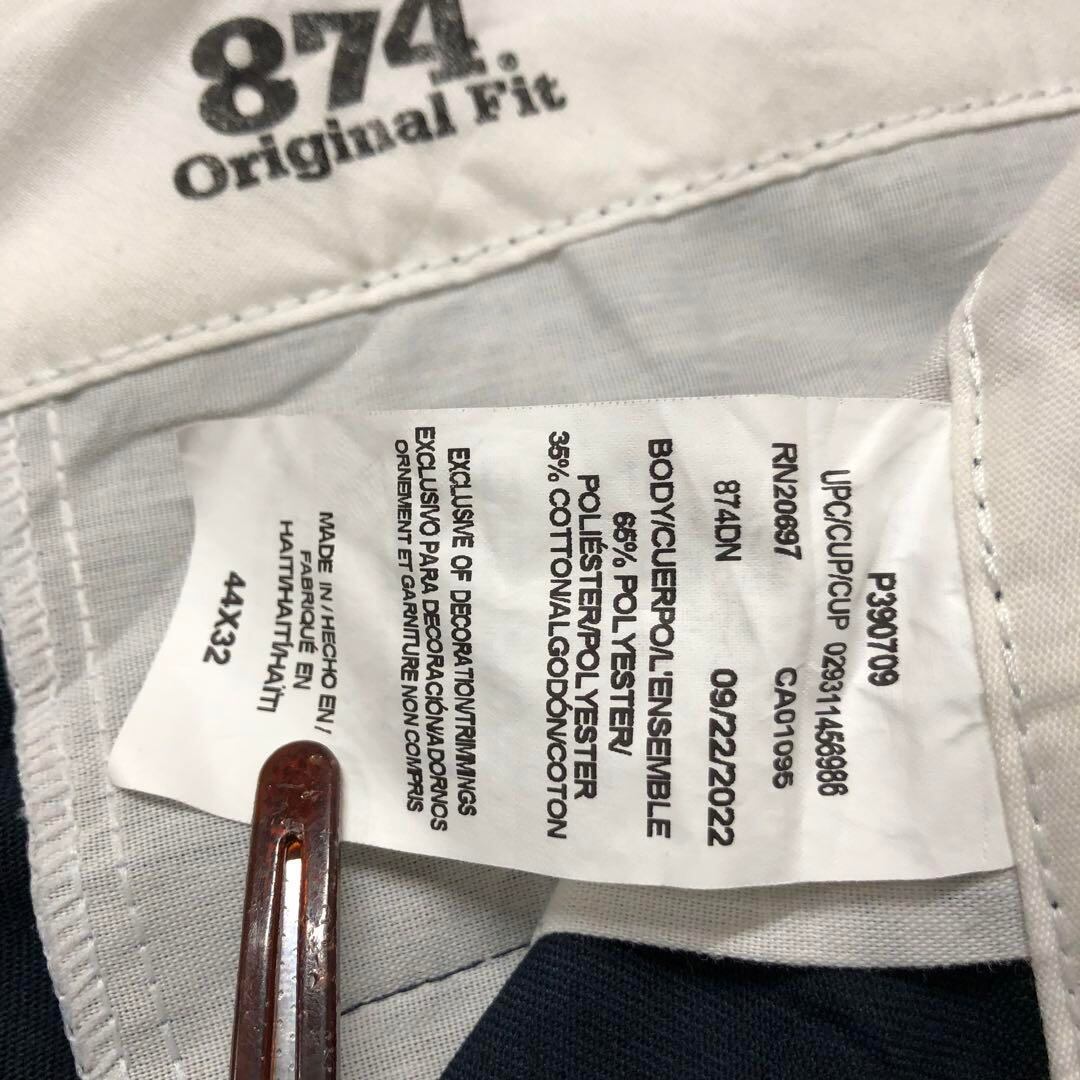 874.
Original Fit
P390709
UPC/CUP/CUP 029311456986
RN20697 CA01095
874DN 09/22/2022
BODY/CUERPO/L'ENSEMBLE
65% POLYESTER/
POLIÉSTER/POLYESTER
35% COTTON/ALGODÓN/COTON
EXCLUSIVE OF DECORATION/TRIMMINGS
EXCLUSIVO PARA DECORACIÓN/ADORNOS
ORNEMENT ET GARNITURE NON COMPRIS
MADE IN / HECHO EN /
FABRIQUÉ EN
HAITI/HAITÍ/HAÏTI
44X32